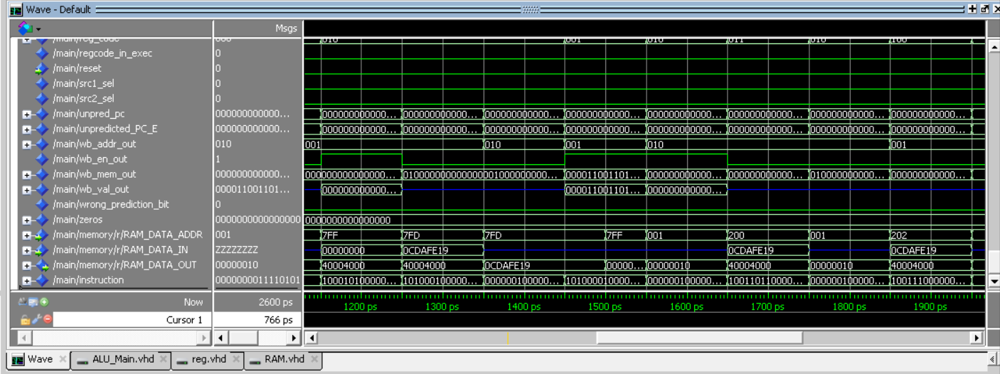 Wave - Default
Msgs
/main/reg_code 000 010 001 010 011 010 100
/main/regcode_in_exec 0
/main/reset 0
/main/src1_sel 0
/main/src2_sel 0
/main/unpred_pc 000000000000... 000000000000... 000000000000... 000000000000... 000000000000... 000000000000... 000000000000... 000000000000... 000000000000...
/main/unpredicted_PC_E 000000000000... 000000000000... 000000000000... 000000000000... 000000000000... 000000000000... 000000000000... 000000000000... 000000000000...
/main/wb_addr_out 010 001 010 001 010 001
/main/wb_en_out 1
/main/wb_mem_out 000000000000... 000000000000000... 01000000000000001000000000... 000011001101... 000000000000... 000000000000... 010000000000... 000000000000...
/main/wb_val_out 000011001101... 000000000000... 000011001101... 000000000000...
/main/wrong_prediction_bit 0
/main/zeros 0000000000000000 0000000000000000
/main/memory/r/RAM_DATA_ADDR 001 7FF 7FD 7FD 7FF 001 200 001 202
/main/memory/r/RAM_DATA_IN ZZZZZZZZ 00000000 0CDAFE19 0CDAFE19 0CDAFE19
/main/memory/r/RAM_DATA_OUT 00000010 40004000 40004000 0CDAFE19 00000... 00000010 40004000 00000010 40004000
/main/instruction 0000000011110101 100010100000... 101000100000... 000000100000... 101000010000... 000000100000... 100110110000... 000000100000... 100111000000...
Now 2600 ps
1200 ps 1300 ps 1400 ps 1500 ps 1600 ps 1700 ps 1800 ps 1900 ps
Cursor 1 766 ps
Wave ALU_Main.vhd reg.vhd RAM.vhd